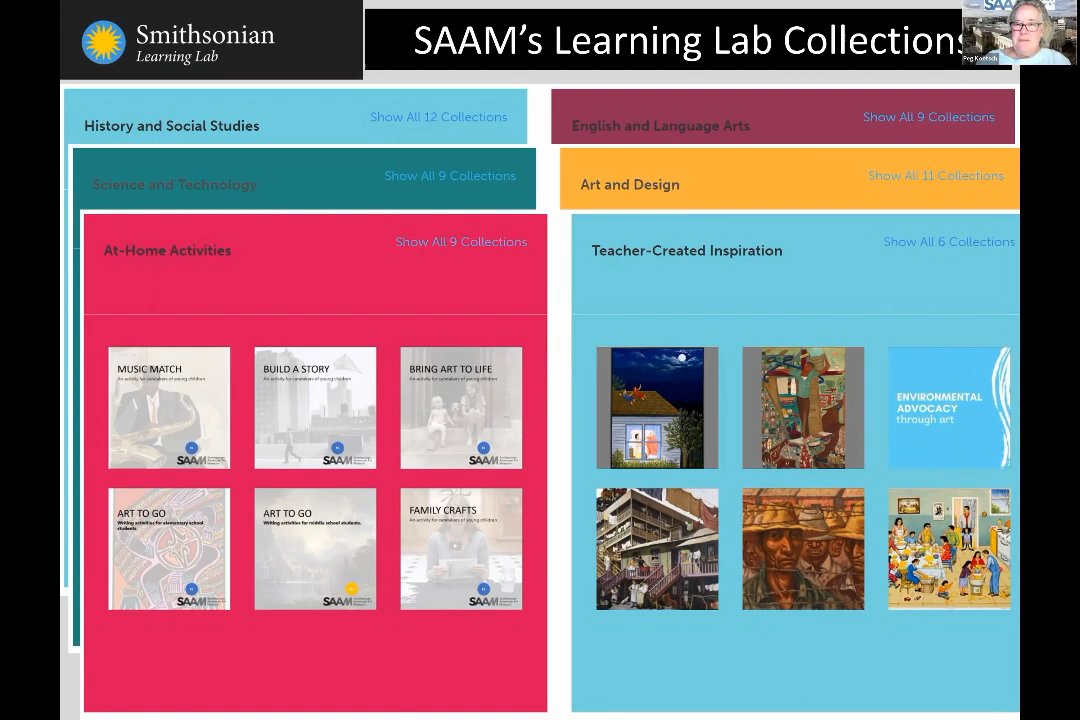 Smithsonian
Learning Lab
SAAM's Learning Lab Collections
SAAM
Peg Koetsch
History and Social Studies
Show All 12 Collections
English and Language Arts
Show All 9 Collections
Science and Technology
Show All 9 Collections
Art and Design
Show All 11 Collections
At-Home Activities
Show All 9 Collections
Teacher-Created Inspiration
Show All 6 Collections
MUSIC MATCH
An activity for caretakers of young children
SAAM
BUILD A STORY
An activity for caretakers of young children
SAAM
BRING ART TO LIFE
An activity for caretakers of young children
SAAM
ENVIRONMENTAL
ADVOCACY
through art
ART TO GO
Writing activities for elementary school
students
SAAM
ART TO GO
Writing activities for middle school students.
SAAM
FAMILY CRAFTS
An activity for caretakers of young children
SAAM